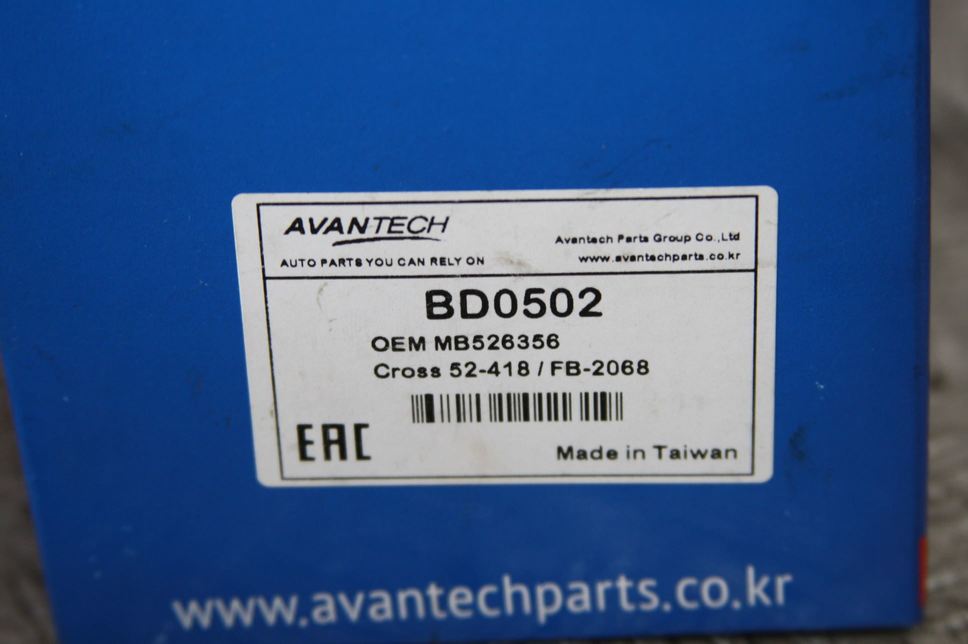 AVANTECH
AUTO PARTS YOU CAN RELY ON
Avantech Parts Group Co.,Ltd
www.avantechparts.co.kr
BD0502
OEM MB526356
Cross 52-418 / FB-2068
EAC
Made in Taiwan
www.avantechparts.co.kr